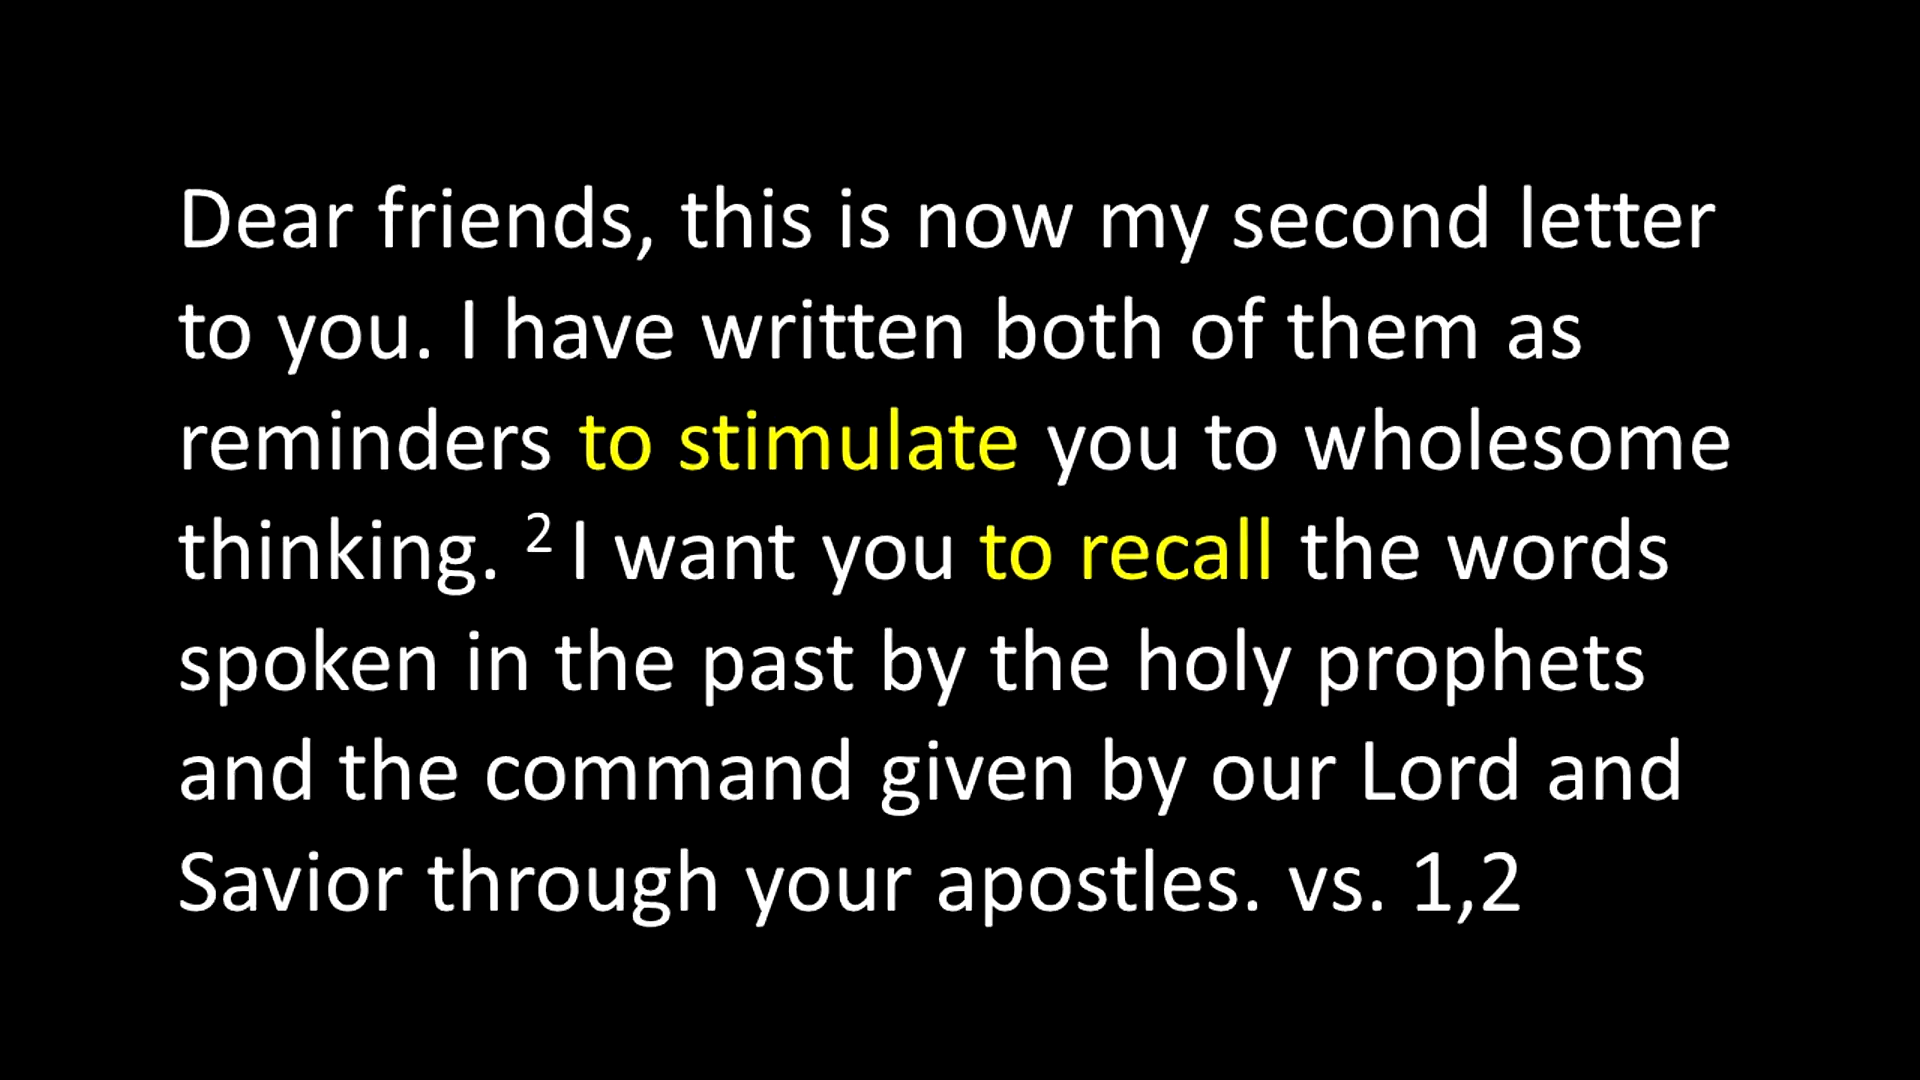 Dear friends, this is now my second letter
to you. I have written both of them as
reminders to stimulate you to wholesome
thinking. ² I want you to recall the words
spoken in the past by the holy prophets
and the command given by our Lord and
Savior through your apostles. vs. 1,2